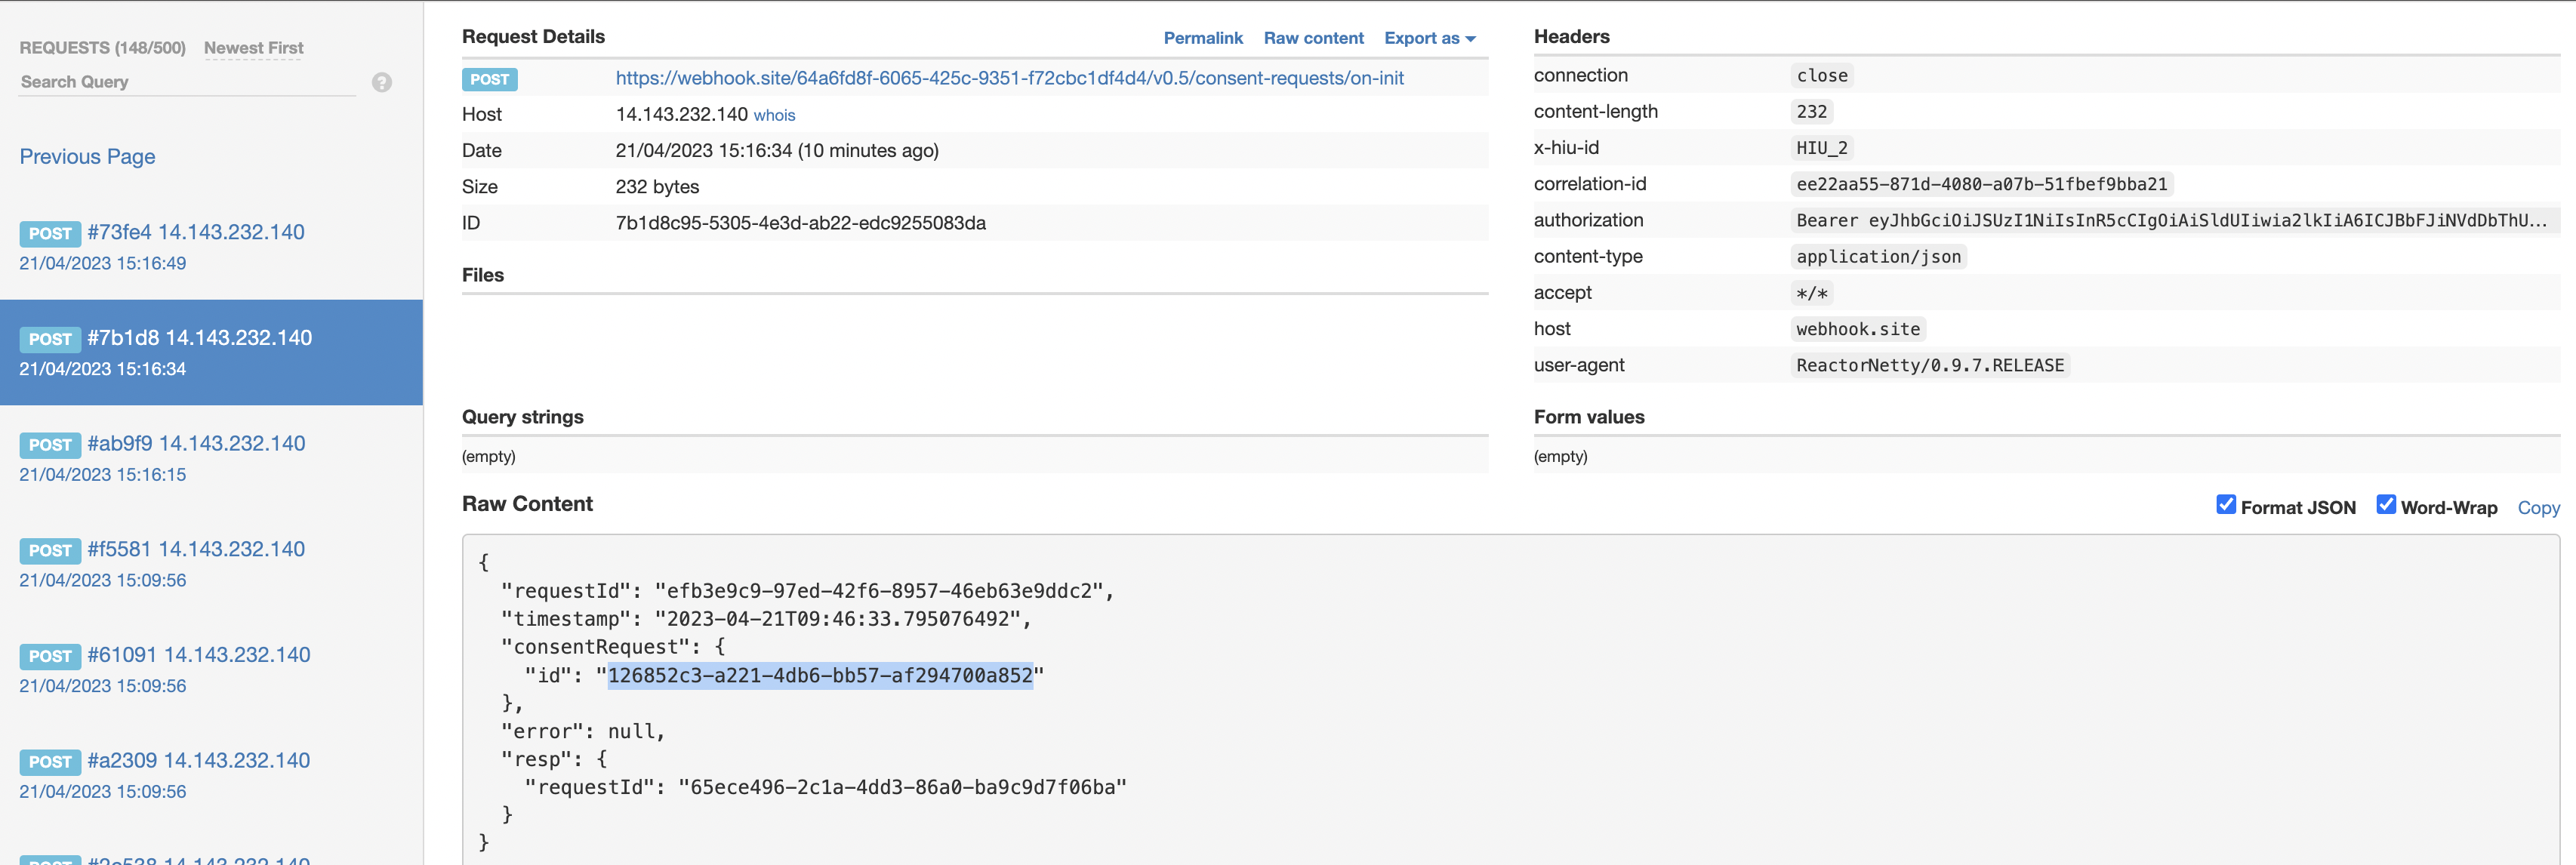 REQUESTS (148/500) Newest First
Search Query
?
Previous Page
POST #73fe4 14.143.232.140
21/04/2023 15:16:49
POST #7b1d8 14.143.232.140
21/04/2023 15:16:34
POST #ab9f9 14.143.232.140
21/04/2023 15:16:15
POST #f5581 14.143.232.140
21/04/2023 15:09:56
POST #61091 14.143.232.140
21/04/2023 15:09:56
POST #a2309 14.143.232.140
21/04/2023 15:09:56
Request Details Permalink Raw content Export as
POST https://webhook.site/64a6fd8f-6065-425c-9351-f72cbc1df4d4/v0.5/consent-requests/on-init
Host 14.143.232.140 whois
Date 21/04/2023 15:16:34 (10 minutes ago)
Size 232 bytes
ID 7b1d8c95-5305-4e3d-ab22-edc9255083da
Files
Headers
connection close
content-length 232
x-hiu-id HIU_2
correlation-id ee22aa55-871d-4080-a07b-51fbef9bba21
authorization Bearer eyJhbGciOiJSUzI1NiIsInR5cCIgOiAiSldUIiwia2lkIiA6ICJBbFJiNVdDbThU...
content-type application/json
accept */*
host webhook.site
user-agent ReactorNetty/0.9.7.RELEASE
Query strings
(empty)
Form values
(empty)
Raw Content Format JSON Word-Wrap Copy
{
"requestId": "efb3e9c9-97ed-42f6-8957-46eb63e9ddc2",
"timestamp": "2023-04-21T09:46:33.795076492",
"consentRequest": {
"id": "126852c3-a221-4db6-bb57-af294700a852"
},
"error": null,
"resp": {
"requestId": "65ece496-2c1a-4dd3-86a0-ba9c9d7f06ba"
}
}